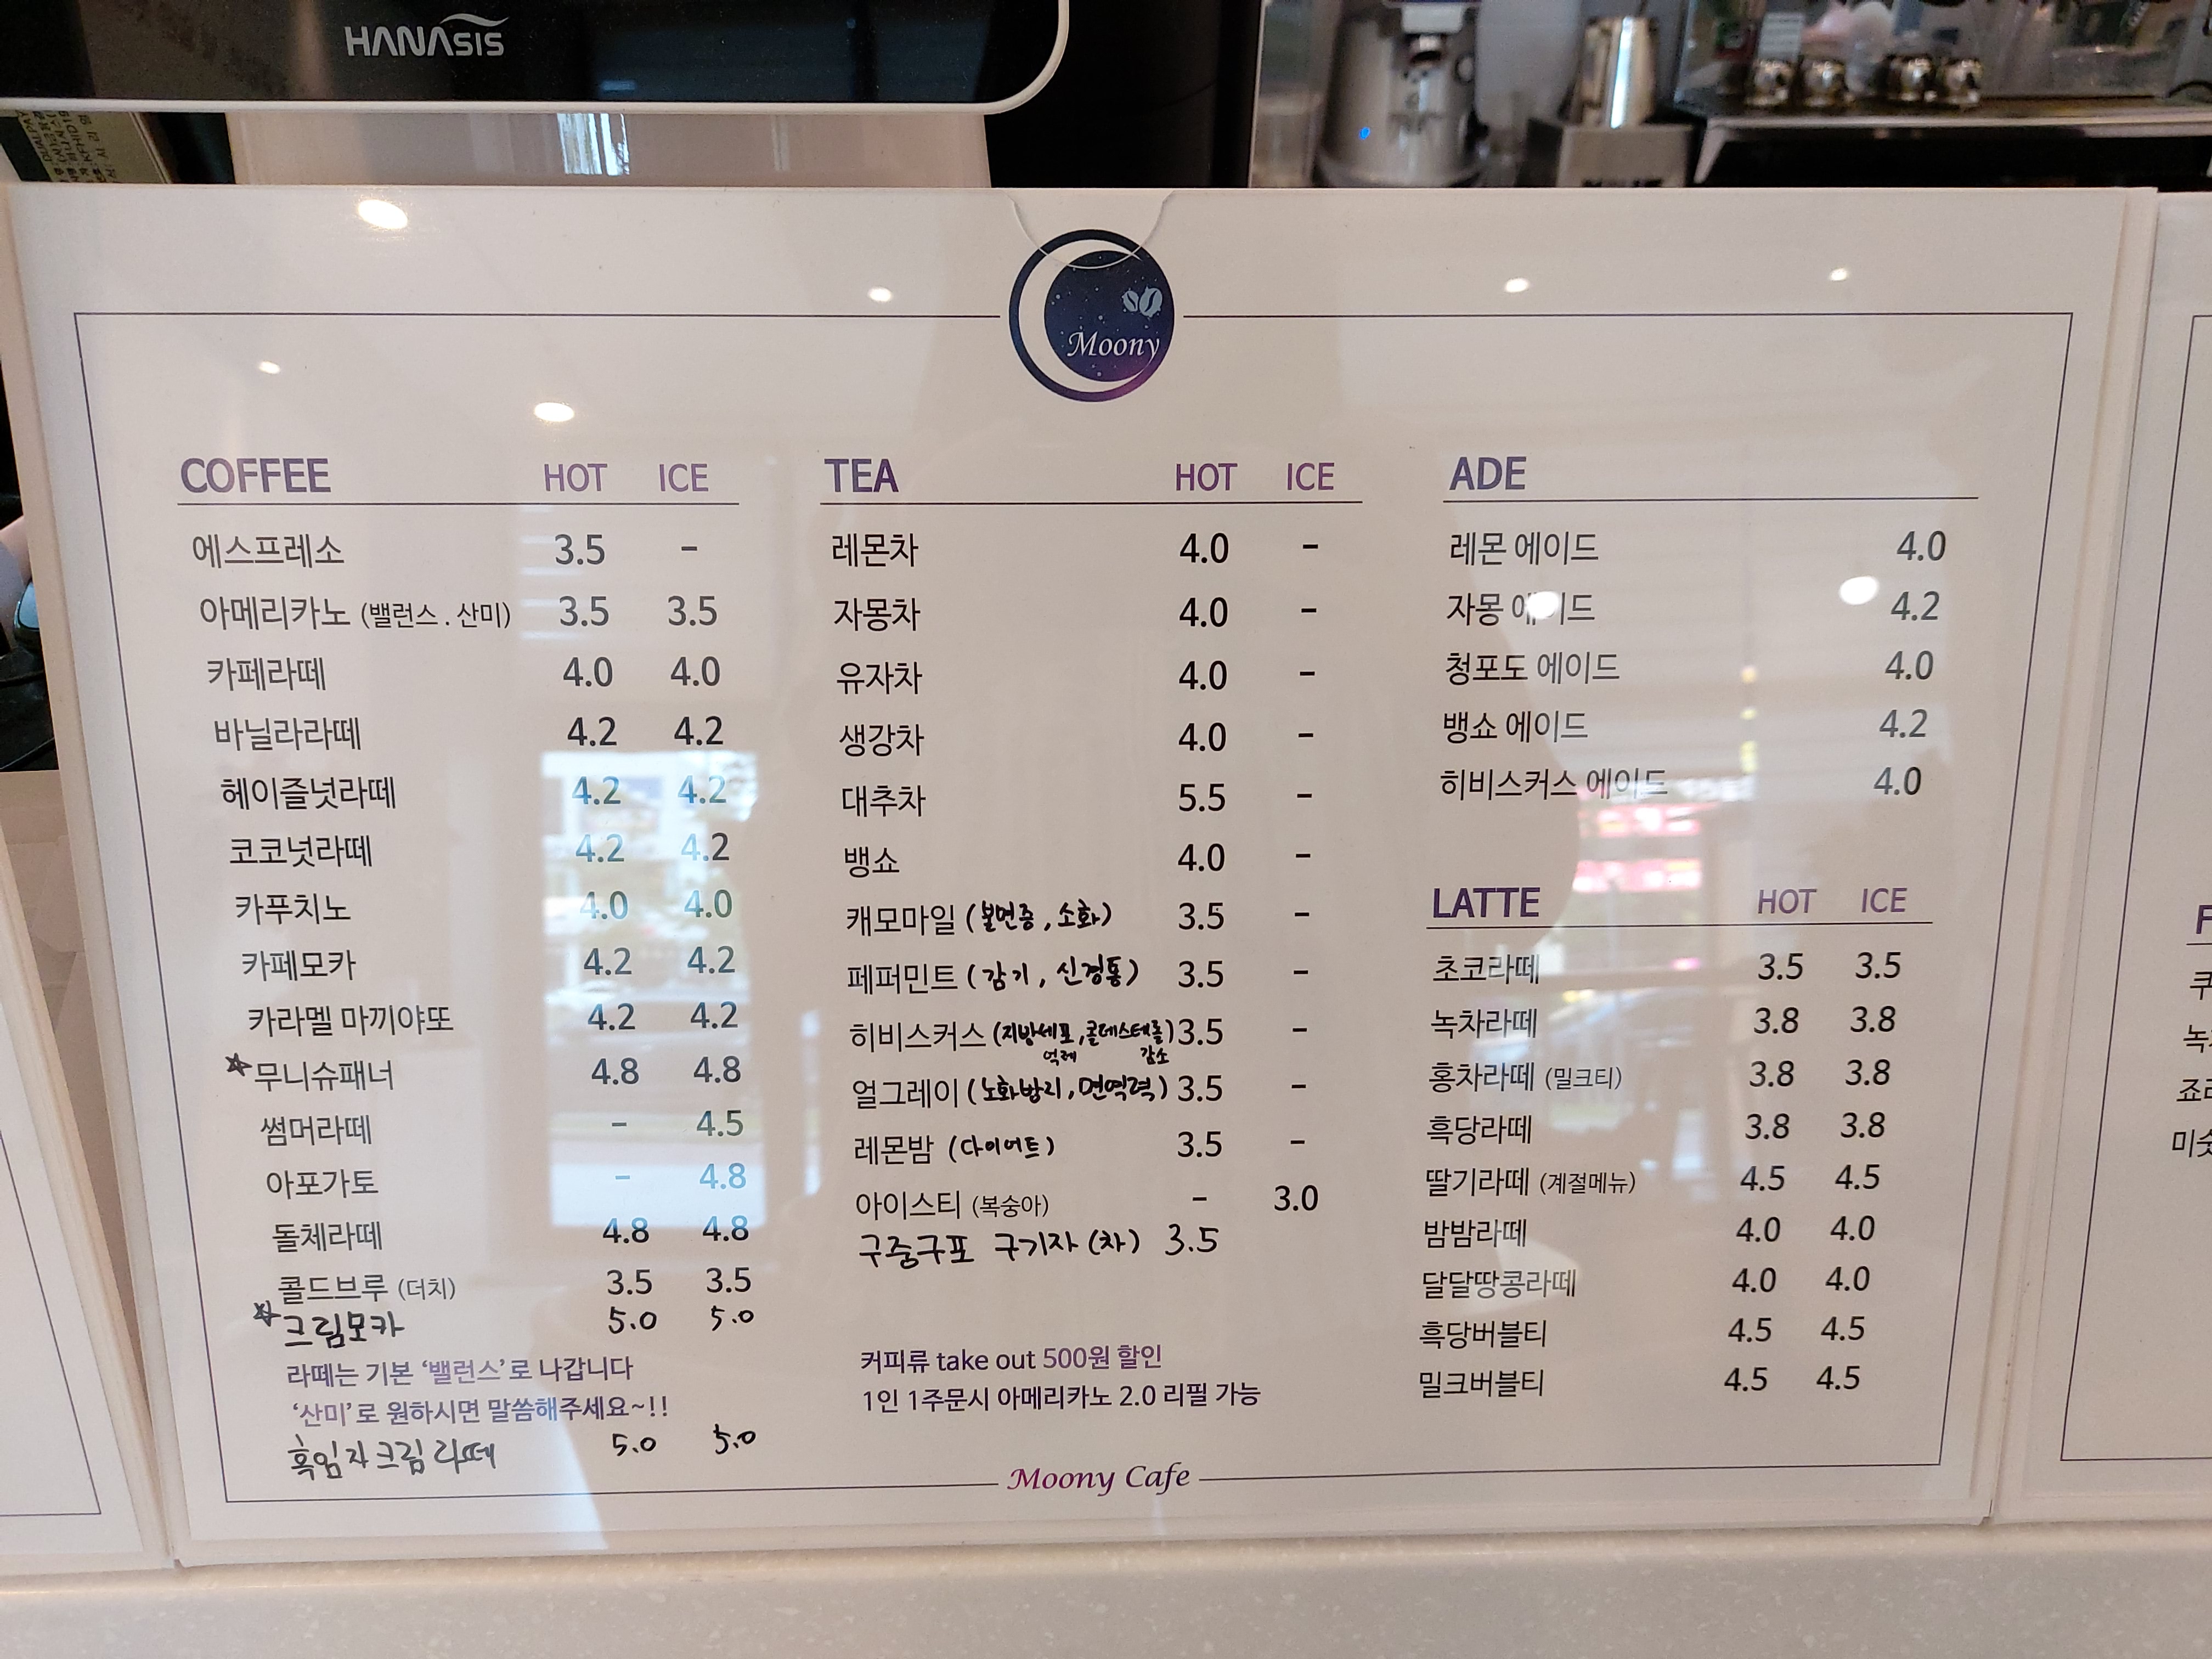 HANASIS
Moony
COFFEE HOT ICE
에스프레소 3.5 -
아메리카노 (밸런스 . 산미) 3.5 3.5
카페라떼 4.0 4.0
바닐라라떼 4.2 4.2
헤이즐넛라떼 4.2 4.2
코코넛라떼 4.2 4.2
카푸치노 4.0 4.0
카페모카 4.2 4.2
카라멜 마끼야또 4.2 4.2
☆무니슈패너 4.8 4.8
썸머라떼 - 4.5
아포가토 - 4.8
돌체라떼 4.8 4.8
콜드브루 (더치) 3.5 3.5
☆크림모카 5.0 5.0
라떼는 기본 ‘밸런스’로 나갑니다
‘산미’로 원하시면 말씀해주세요~!!
흑임자크림라떼 5.0 5.0
TEA HOT ICE
레몬차 4.0 -
자몽차 4.0 -
유자차 4.0 -
생강차 4.0 -
대추차 5.5 -
뱅쇼 4.0 -
캐모마일 (불면증, 소화) 3.5 -
페퍼민트 (감기, 신경통) 3.5 -
히비스커스 (지방세포, 콜레스테롤) 3.5 -
억제 감소
얼그레이 (노화방지, 면역력) 3.5 -
레몬밤 (다이어트) 3.5 -
아이스티 (복숭아) - 3.0
구중구포 구기자 (차) 3.5
커피류 take out 500원 할인
1인 1주문시 아메리카노 2.0 리필 가능
ADE
레몬 에이드 4.0
자몽 에이드 4.2
청포도 에이드 4.0
뱅쇼 에이드 4.2
히비스커스 에이드 4.0
LATTE HOT ICE
초코라떼 3.5 3.5
녹차라떼 3.8 3.8
홍차라떼 (밀크티) 3.8 3.8
흑당라떼 3.8 3.8
딸기라떼 (계절메뉴) 4.5 4.5
밤밤라떼 4.0 4.0
달달땅콩라떼 4.0 4.0
흑당버블티 4.5 4.5
밀크버블티 4.5 4.5
Moony Cafe